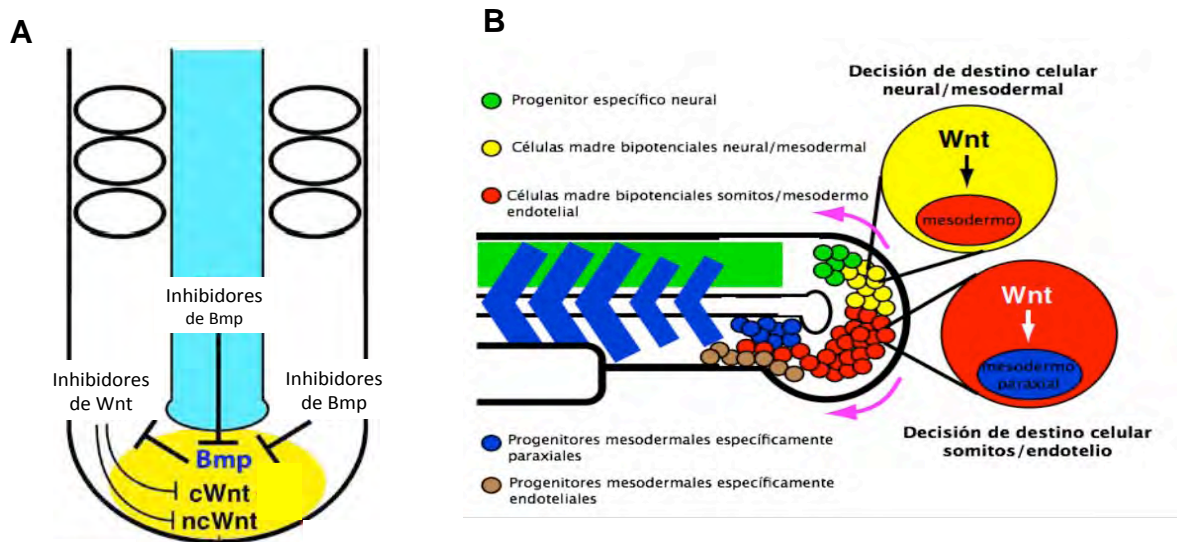 A
Inhibidores
de Bmp
Inhibidores
de Wnt
Inhibidores
de Bmp
Bmp
cWnt
ncWnt
B
Decisión de destino celular
neural/mesodermal
Progenitor específico neural
Células madre bipotenciales neural/mesodermal
Células madre bipotenciales somitos/mesodermo
endotelial
Wnt
mesodermo
Wnt
mesodermo
paraxial
Decisión de destino celular
somitos/endotelio
Progenitores mesodermales específicamente
paraxiales
Progenitores mesodermales específicamente
endoteliales